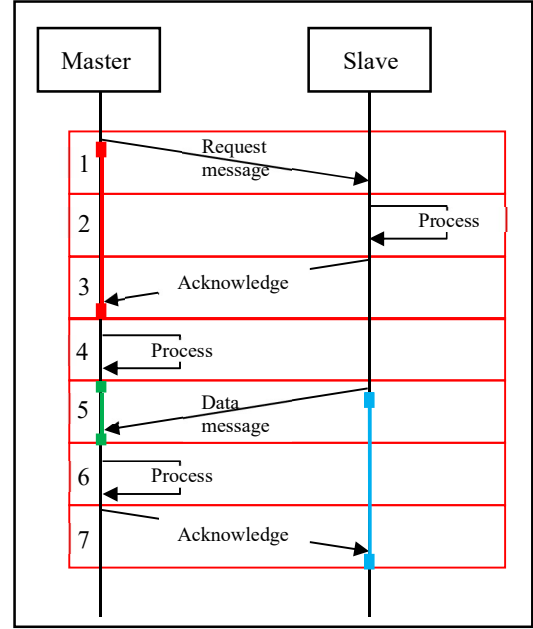 Master
Slave
1
Request
message
2
Process
3
Acknowledge
4
Process
5
Data
message
6
Process
7
Acknowledge